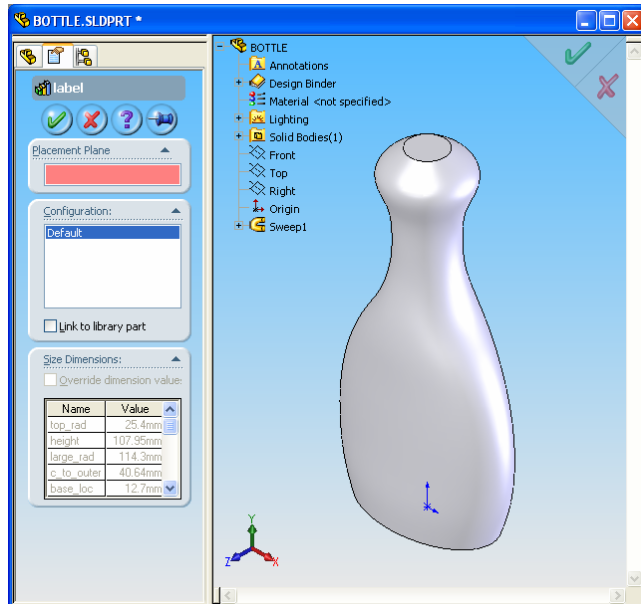 BOTTLE.SLDPRT *
label
?
Placement Plane
Configuration:
Default
Link to library part
Size Dimensions:
Override dimension value:
Name Value
top_rad 25.4mm
height 107.95mm
large_rad 114.3mm
c_to_outer 40.64mm
base_loc 12.7mm
BOTTLE
A Annotations
Design Binder
Material <not specified>
Lighting
Solid Bodies(1)
Front
Top
Right
Origin
Sweep1
Y
Z
X